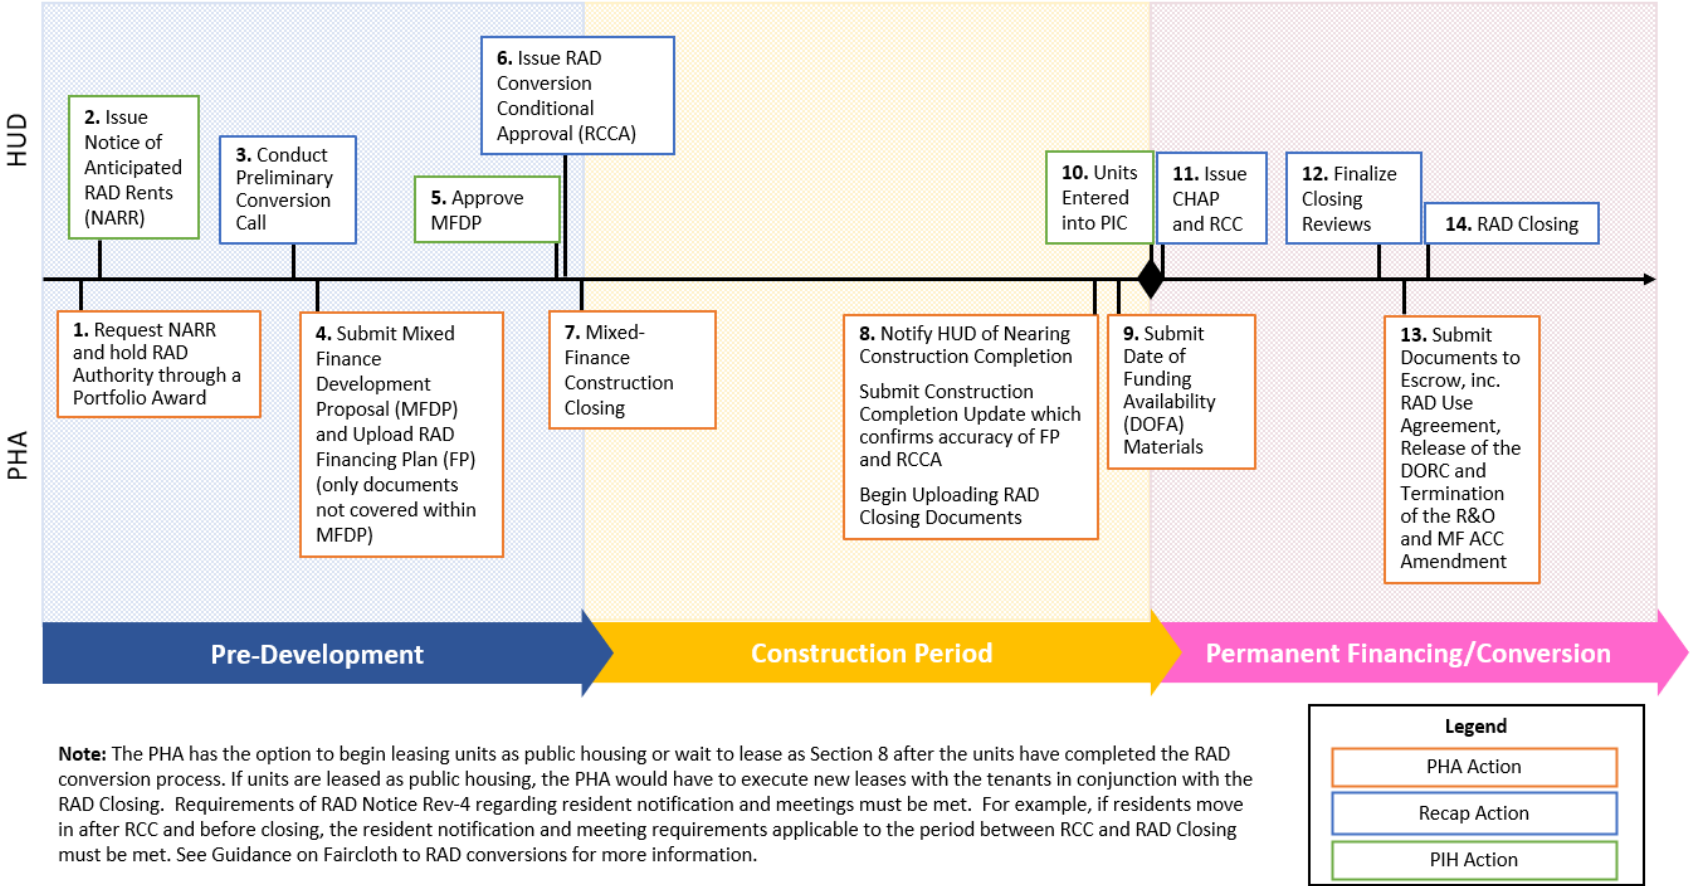 HUD
PHA
2. Issue
Notice of
Anticipated
RAD Rents
(NARR)
3. Conduct
Preliminary
Conversion
Call
5. Approve
MFDP
6. Issue RAD
Conversion
Conditional
Approval (RCCA)
10. Units
Entered
into PIC
11. Issue
CHAP
and RCC
12. Finalize
Closing
Reviews
14. RAD Closing
1. Request NARR
and hold RAD
Authority through a
Portfolio Award
4. Submit Mixed
Finance
Development
Proposal (MFDP)
and Upload RAD
Financing Plan (FP)
(only documents
not covered within
MFDP)
7. Mixed-
Finance
Construction
Closing
8. Notify HUD of Nearing
Construction Completion
Submit Construction
Completion Update which
confirms accuracy of FP
and RCCA
Begin Uploading RAD
Closing Documents
9. Submit
Date of
Funding
Availability
(DOFA)
Materials
13. Submit
Documents to
Escrow, inc.
RAD Use
Agreement,
Release of the
DORC and
Termination
of the R&O
and MF ACC
Amendment
Pre-Development
Construction Period
Permanent Financing/Conversion
Note: The PHA has the option to begin leasing units as public housing or wait to lease as Section 8 after the units have completed the RAD
conversion process. If units are leased as public housing, the PHA would have to execute new leases with the tenants in conjunction with the
RAD Closing. Requirements of RAD Notice Rev-4 regarding resident notification and meetings must be met. For example, if residents move
in after RCC and before closing, the resident notification and meeting requirements applicable to the period between RCC and RAD Closing
must be met. See Guidance on Faircloth to RAD conversions for more information.
Legend
PHA Action
Recap Action
PIH Action